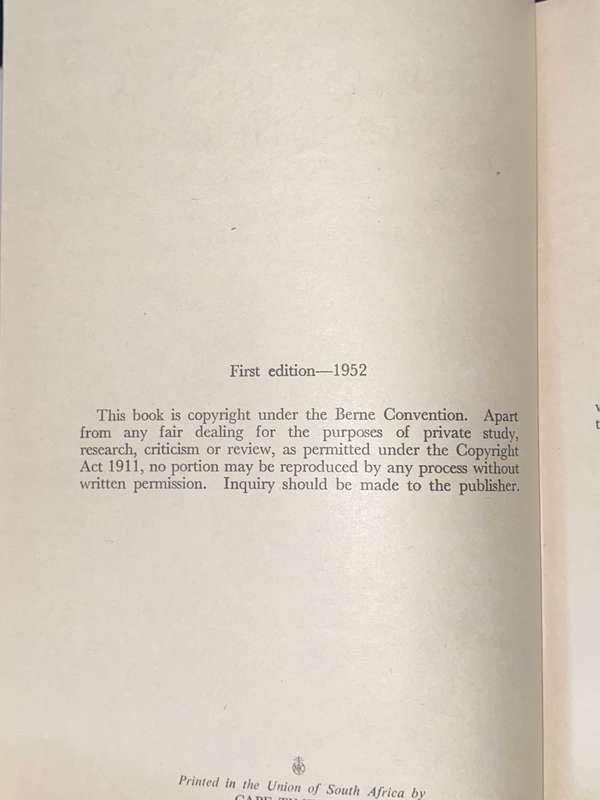 First edition—1952
This book is copyright under the Berne Convention. Apart
from any fair dealing for the purposes of private study,
research, criticism or review, as permitted under the Copyright
Act 1911, no portion may be reproduced by any process without
written permission. Inquiry should be made to the publisher.
Printed in the Union of South Africa by
CAPE